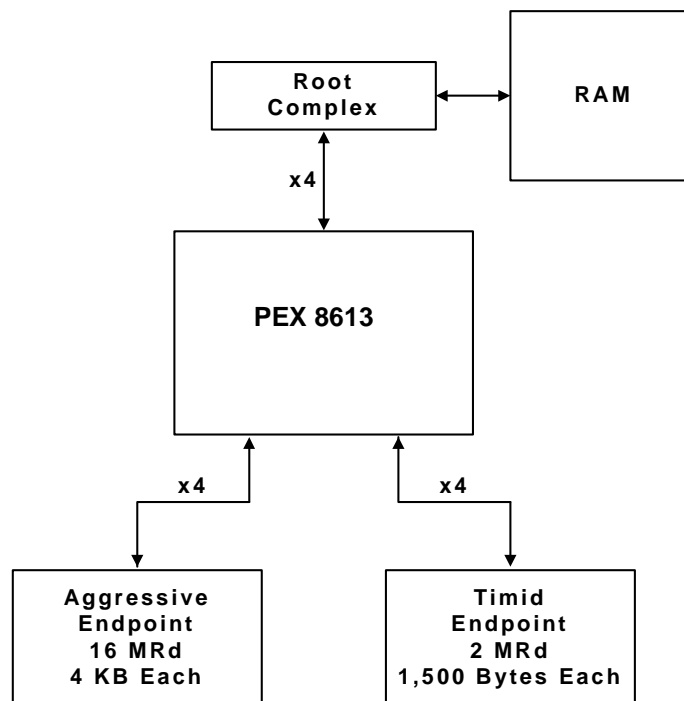 Root
Complex
RAM
x4
PEX 8613
x4
x4
Aggressive
Endpoint
16 MRd
4 KB Each
Timid
Endpoint
2 MRd
1,500 Bytes Each